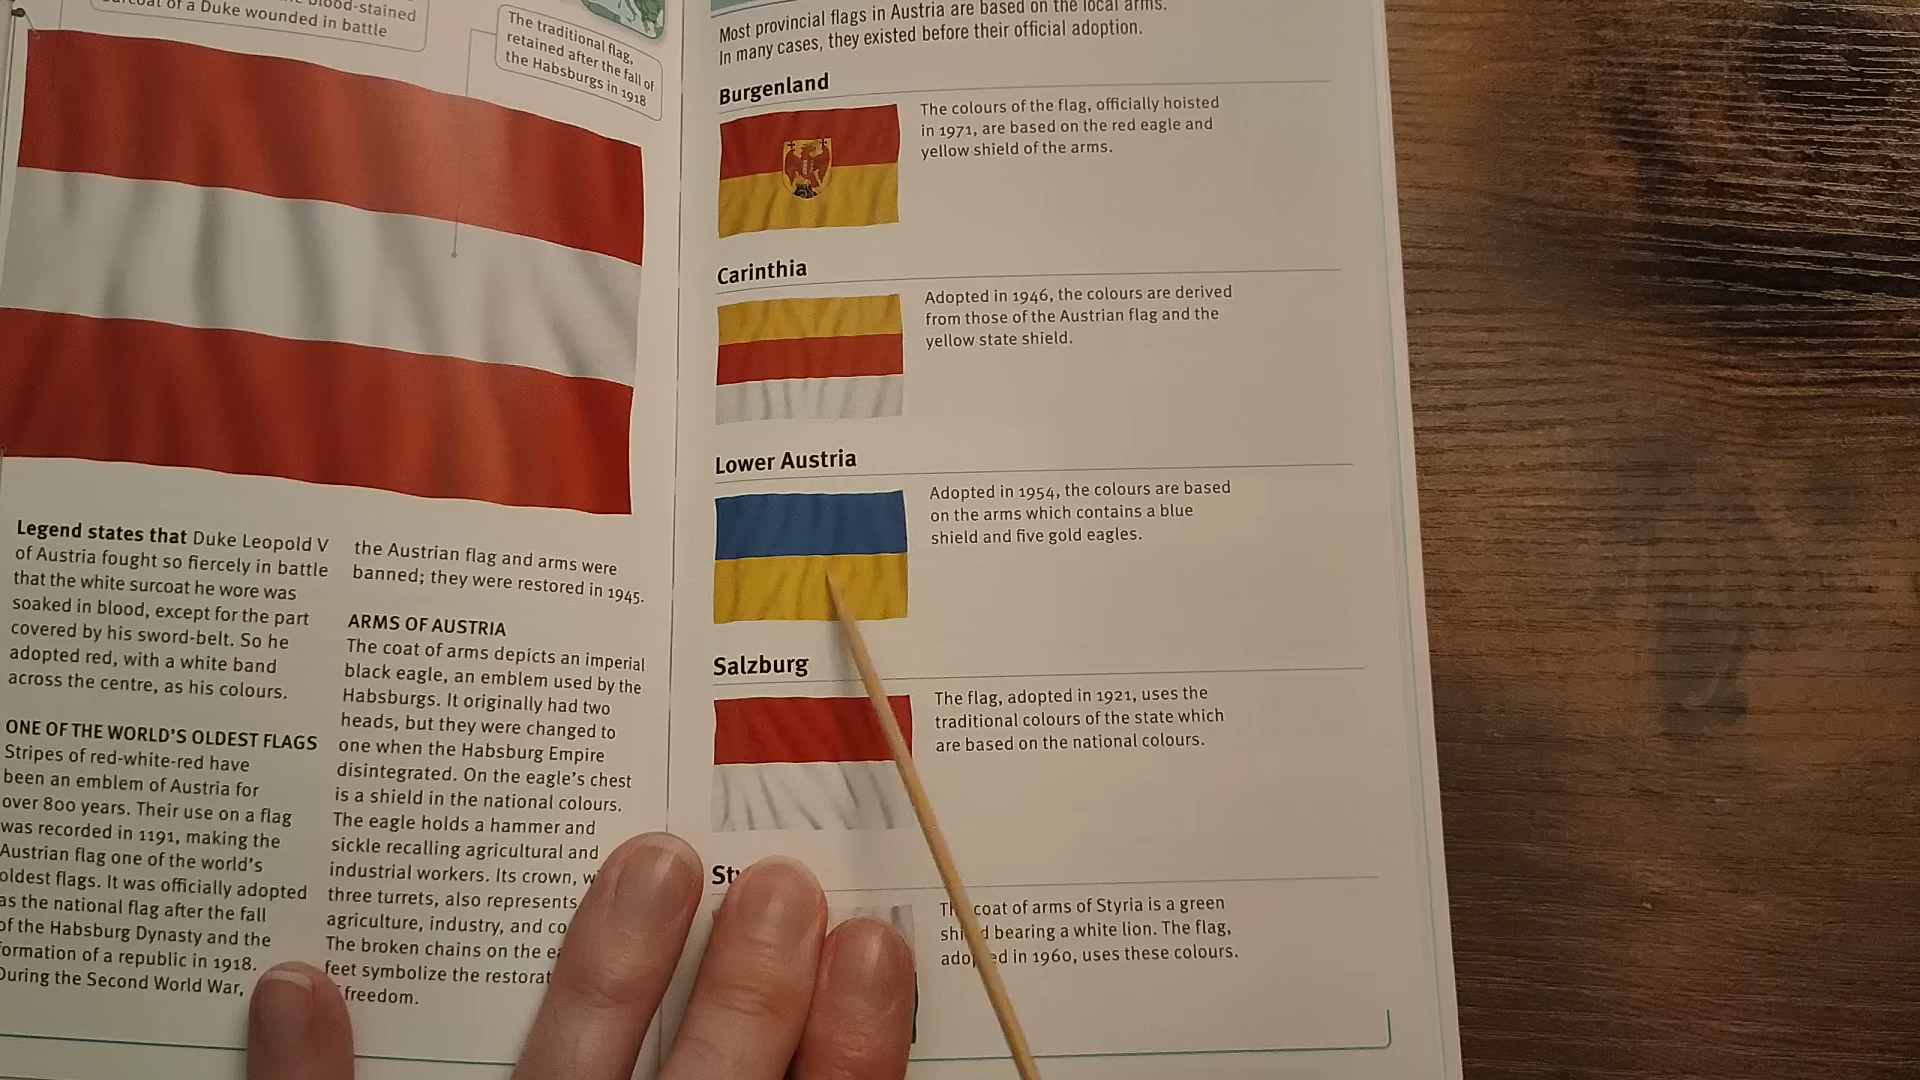 blood-stained
of a Duke wounded in battle
The traditional flag,
retained after the fall of
the Habsburgs in 1918
Legend states that Duke Leopold V
of Austria fought so fiercely in battle
that the white surcoat he wore was
soaked in blood, except for the part
covered by his sword-belt. So he
adopted red, with a white band
across the centre, as his colours.
ONE OF THE WORLD'S OLDEST FLAGS
Stripes of red-white-red have
been an emblem of Austria for
over 800 years. Their use on a flag
was recorded in 1191, making the
Austrian flag one of the world's
oldest flags. It was officially adopted
as the national flag after the fall
of the Habsburg Dynasty and the
formation of a republic in 1918.
During the Second World War,
the Austrian flag and arms were
banned; they were restored in 1945.
ARMS OF AUSTRIA
The coat of arms depicts an imperial
black eagle, an emblem used by the
Habsburgs. It originally had two
heads, but they were changed to
one when the Habsburg Empire
disintegrated. On the eagle's chest
is a shield in the national colours.
The eagle holds a hammer and
sickle recalling agricultural and
industrial workers. Its crown, w
three turrets, also represents
agriculture, industry, and co
The broken chains on the ea
feet symbolize the restorat
freedom.
Most provincial flags in Austria are based on the local arms.
In many cases, they existed before their official adoption.
Burgenland
The colours of the flag, officially hoisted
in 1971, are based on the red eagle and
yellow shield of the arms.
Carinthia
Adopted in 1946, the colours are derived
from those of the Austrian flag and the
yellow state shield.
Lower Austria
Adopted in 1954, the colours are based
on the arms which contains a blue
shield and five gold eagles.
Salzburg
The flag, adopted in 1921, uses the
traditional colours of the state which
are based on the national colours.
Sty
The coat of arms of Styria is a green
shield bearing a white lion. The flag,
adopted in 1960, uses these colours.